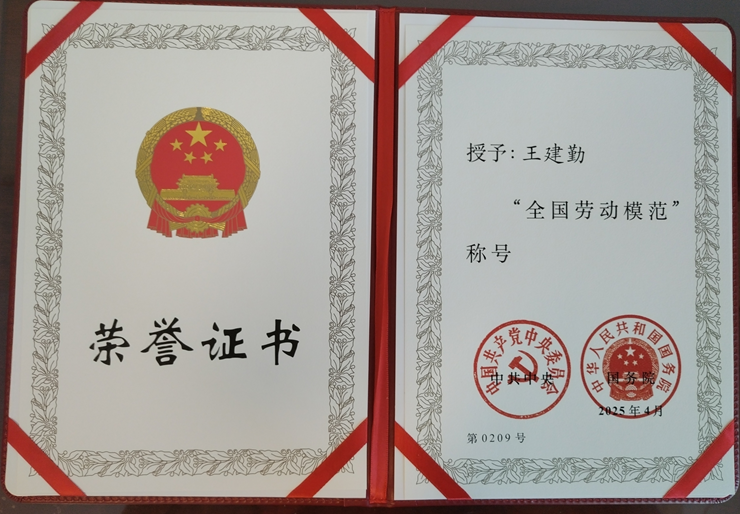 荣誉证书
授予：王建勤
“全国劳动模范”
称号
中国共产党中央委员会
中共中央
中华人民共和国国务院
国务院
2025年4月
第0209号